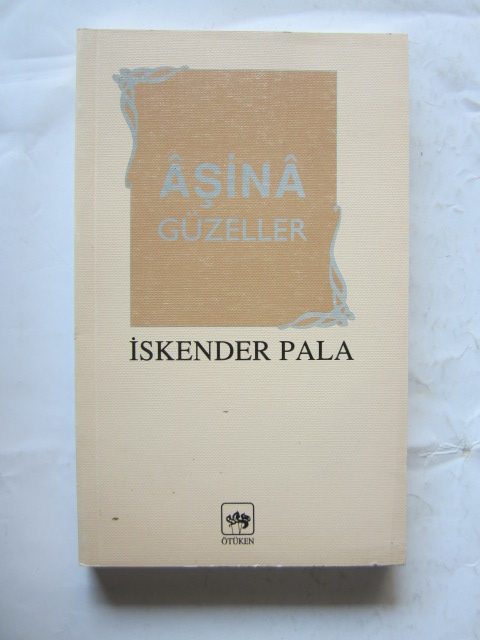 ÂŞİNÂ
GÜZELLER
İSKENDER PALA
ÖTÜKEN